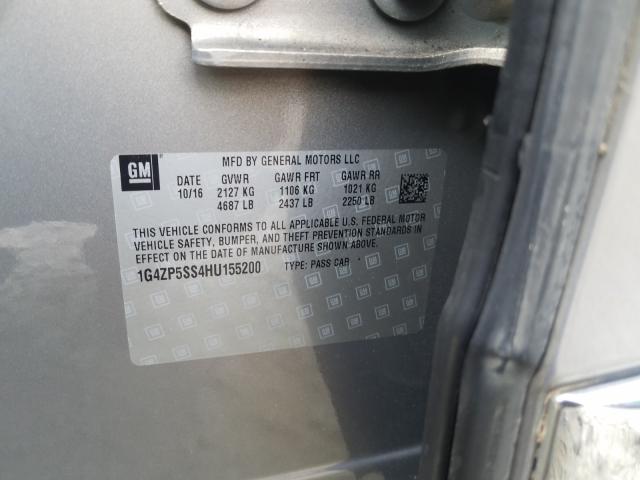 GM
MFD BY GENERAL MOTORS LLC
DATE GVWR GAWR FRT GAWR RR
10/16 2127 KG 1106 KG 1021 KG
4687 LB 2437 LB 2250 LB
THIS VEHICLE CONFORMS TO ALL APPLICABLE U.S. FEDERAL MOTOR
VEHICLE SAFETY, BUMPER, AND THEFT PREVENTION STANDARDS IN
EFFECT ON THE DATE OF MANUFACTURE SHOWN ABOVE.
1G4ZP5SS4HU155200 TYPE: PASS CAR